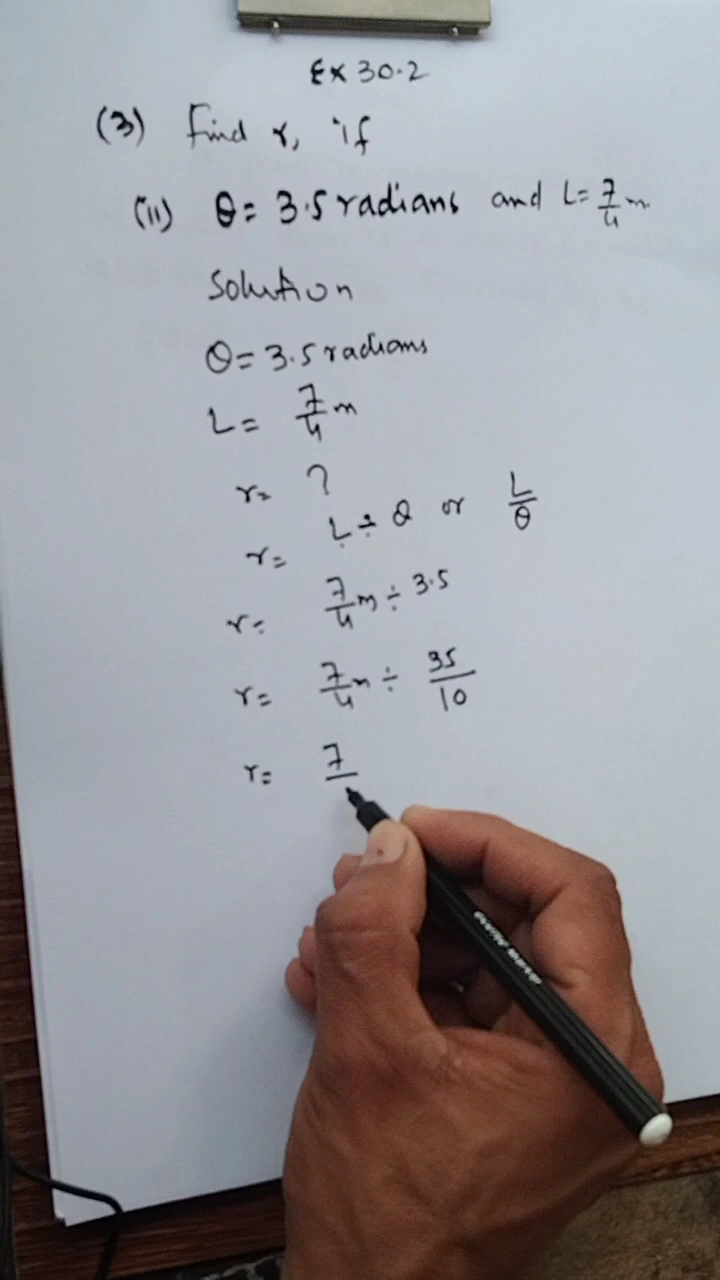 Ex 30.2
(3) Find r, if
(ii) θ = 3.5 radians and L = 7/4 m
Solution
θ = 3.5 radians
L = 7/4 m
r = ?
r = L ÷ θ or L/θ
r = 7/4 m ÷ 3.5
r = 7/4 m ÷ 35/10
r = 7/